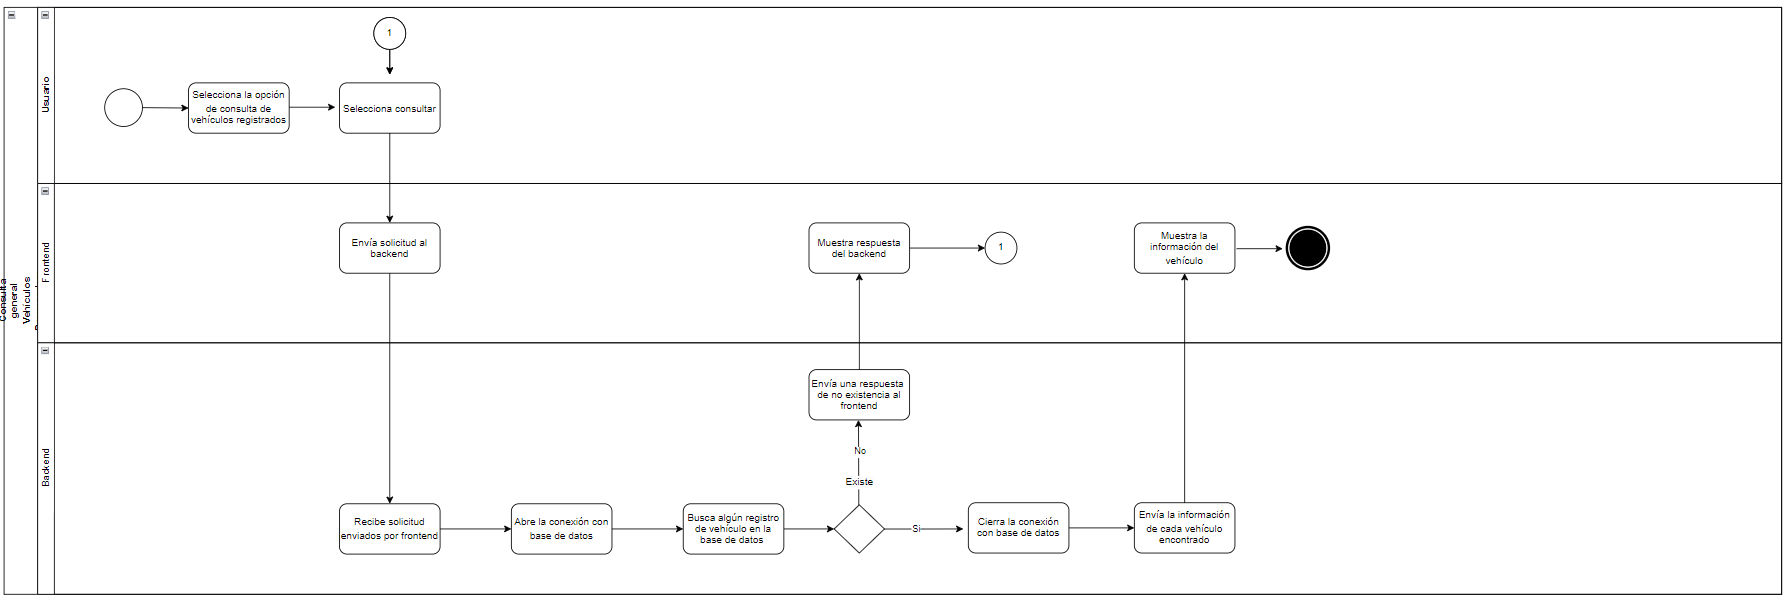 Consulta
general
Vehículos
Usuario
1
Selecciona la opción
de consulta de
vehículos registrados
Selecciona consultar
Frontend
Envía solicitud al
backend
Muestra respuesta
del backend
1
Muestra la
información del
vehículo
Backend
Envía una respuesta
de no existencia al
frontend
No
Existe
Recibe solicitud
enviados por frontend
Abre la conexión con
base de datos
Busca algún registro
de vehículo en la
base de datos
Si
Cierra la conexión
con base de datos
Envía la información
de cada vehículo
encontrado